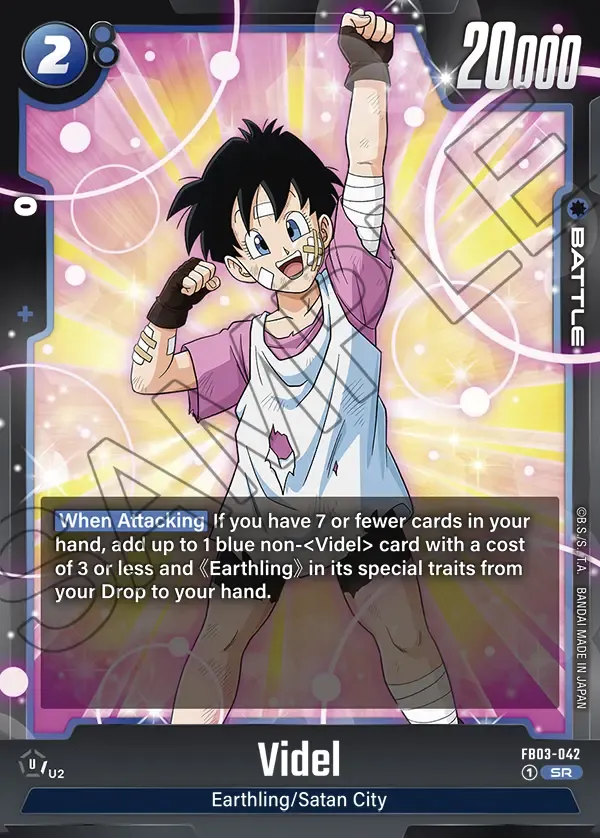 2
20000
0
+
BATTLE
SAMPLE
When Attacking If you have 7 or fewer cards in your
hand, add up to 1 blue non-<Videl> card with a cost
of 3 or less and 《Earthling》 in its special traits from
your Drop to your hand.
©B.S./S.,T.A. BANDAI MADE IN JAPAN
U/U2
Videl
FB03-042
1 SR
Earthling/Satan City